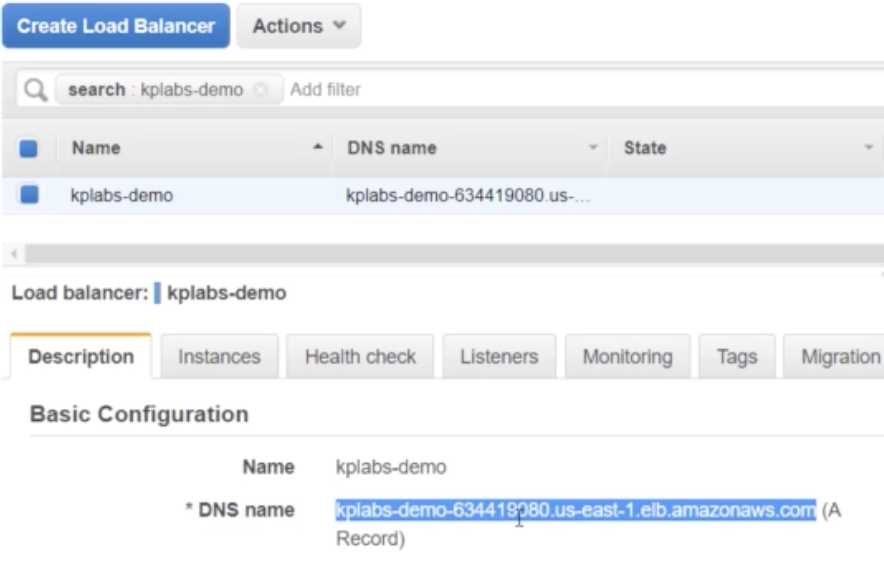 Create Load Balancer Actions
search : kplabs-demo Add filter
Name DNS name State
kplabs-demo kplabs-demo-634419080.us-...
Load balancer: kplabs-demo
Description Instances Health check Listeners Monitoring Tags Migration
Basic Configuration
Name kplabs-demo
* DNS name kplabs-demo-634419080.us-east-1.elb.amazonaws.com (A
Record)